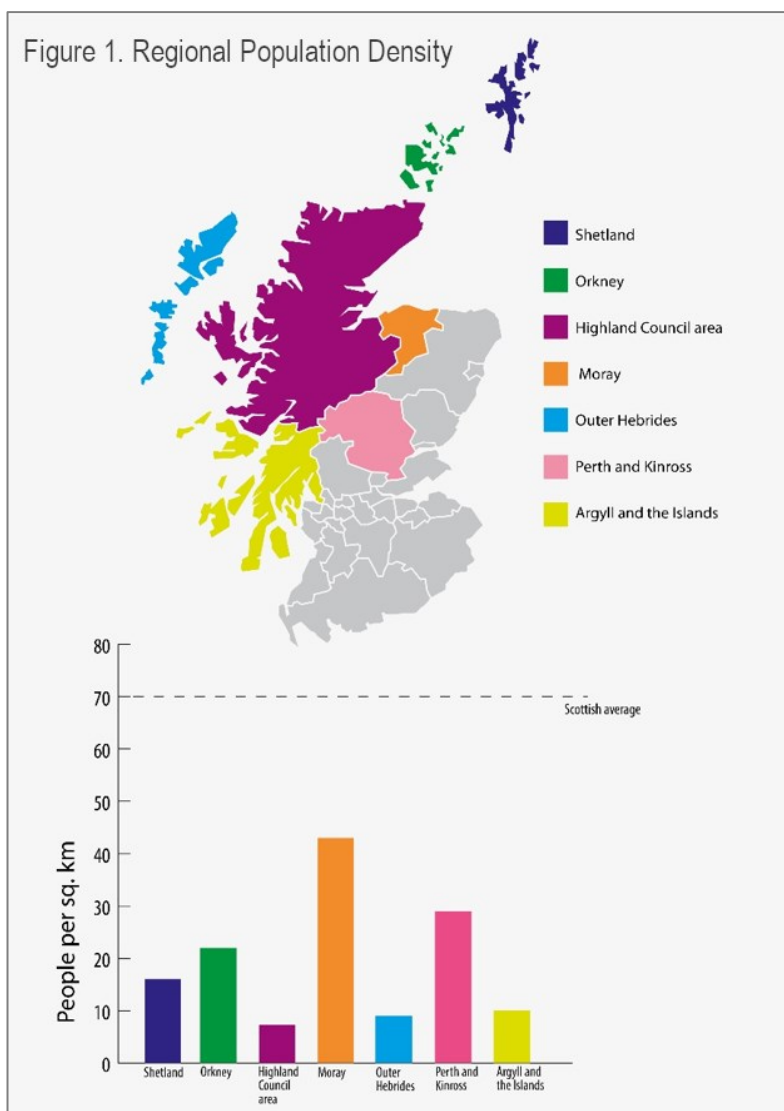 Figure 1. Regional Population Density
Shetland
Orkney
Highland Council area
Moray
Outer Hebrides
Perth and Kinross
Argyll and the Islands
80
70
Scottish average
60
50
40
30
20
10
0
People per sq. km
Shetland
Orkney
Highland
Council
area
Moray
Outer
Hebrides
Perth and
Kinross
Argyll and
the Islands